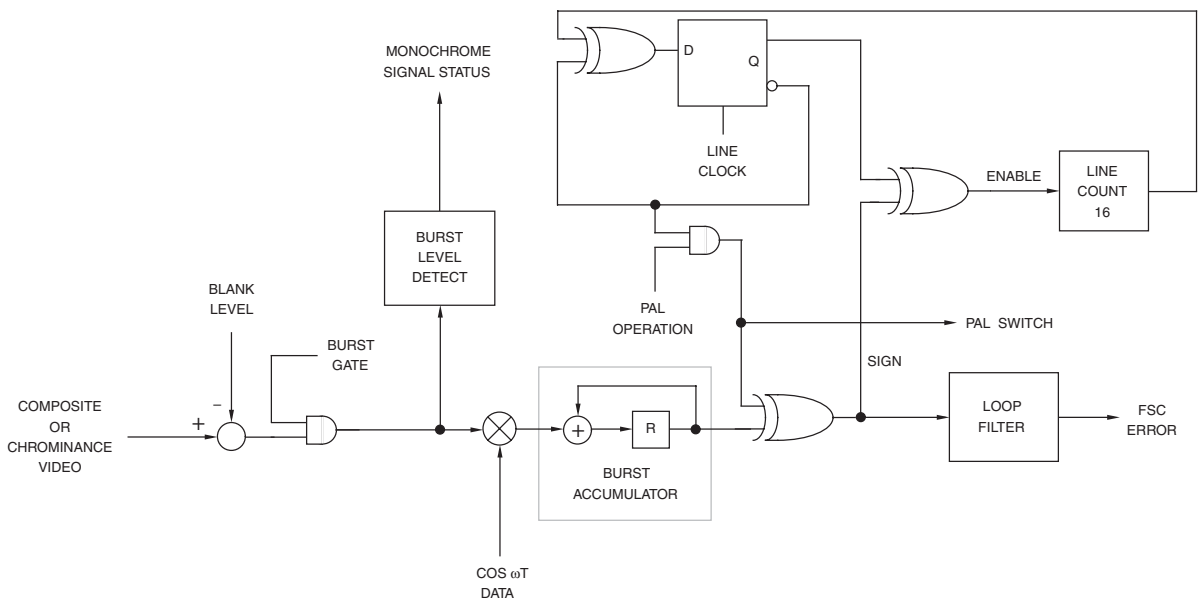 MONOCHROME
SIGNAL STATUS
D
Q
LINE
CLOCK
ENABLE
LINE
COUNT
16
BURST
LEVEL
DETECT
BLANK
LEVEL
PAL
OPERATION
PAL SWITCH
BURST
GATE
SIGN
–
+
COMPOSITE
OR
CHROMINANCE
VIDEO
+
R
BURST
ACCUMULATOR
LOOP
FILTER
FSC
ERROR
COS ωT
DATA